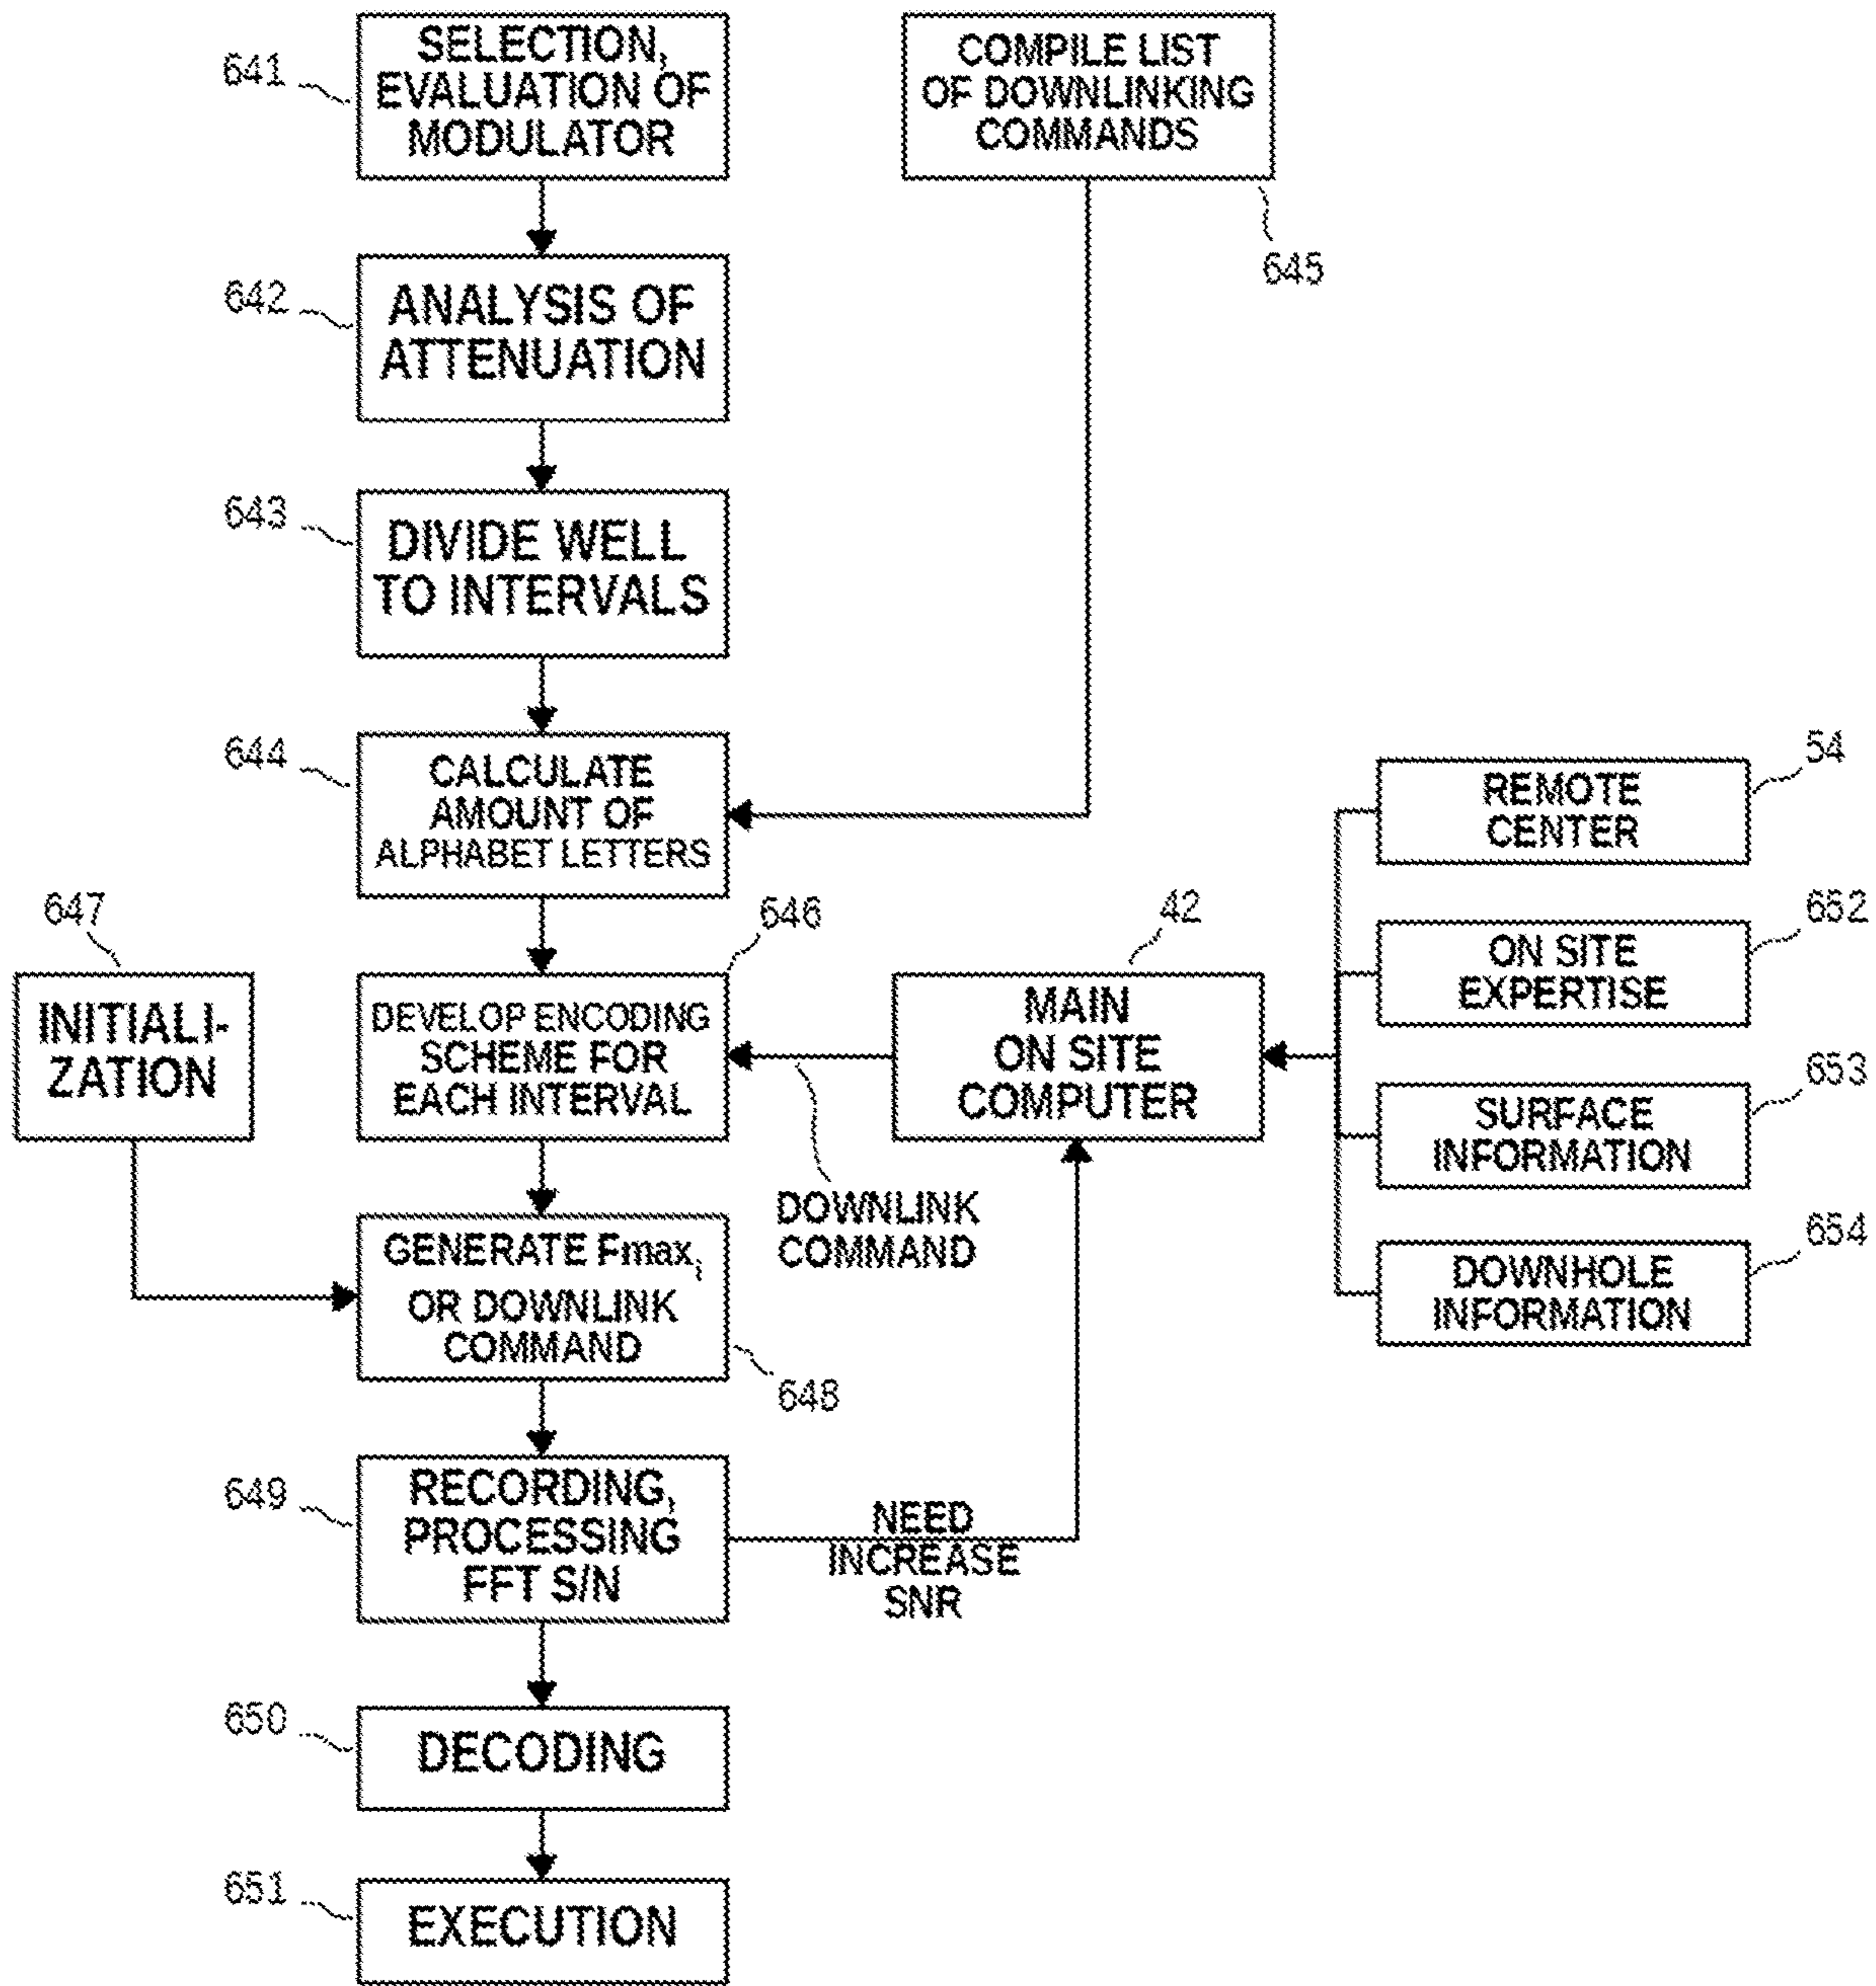 641
SELECTION,
EVALUATION OF
MODULATOR
COMPILE LIST
OF DOWNLINKING
COMMANDS
645
642
ANALYSIS OF
ATTENUATION
643
DIVIDE WELL
TO INTERVALS
644
CALCULATE
AMOUNT OF
ALPHABET LETTERS
54
REMOTE
CENTER
647
INITIALI-
ZATION
646
DEVELOP ENCODING
SCHEME FOR
EACH INTERVAL
42
MAIN
ON SITE
COMPUTER
652
ON SITE
EXPERTISE
653
SURFACE
INFORMATION
DOWNLINK
COMMAND
654
DOWNHOLE
INFORMATION
GENERATE Fmax,
OR DOWNLINK
COMMAND
648
649
RECORDING,
PROCESSING
FFT S/N
NEED
INCREASE
SNR
650
DECODING
651
EXECUTION